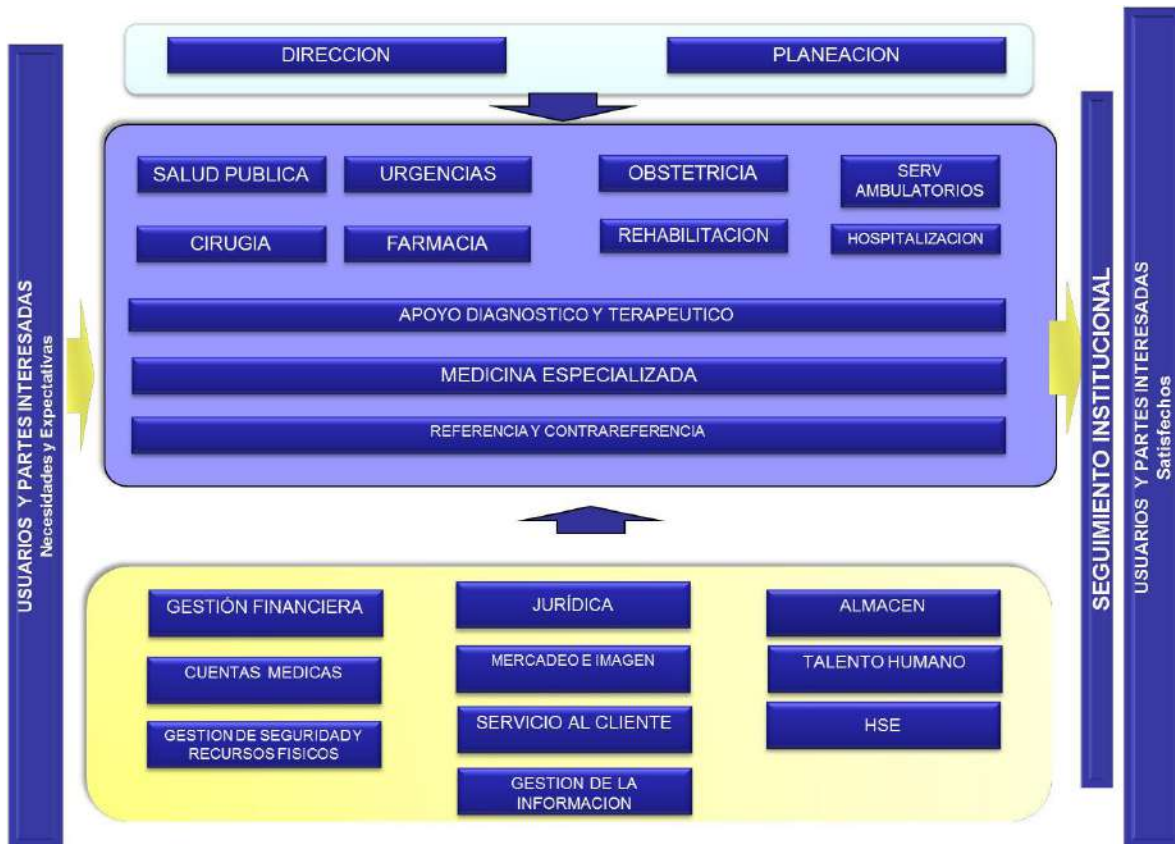 USUARIOS Y PARTES INTERESADAS
Necesidades y Expectativas
DIRECCION
PLANEACION
SALUD PUBLICA
URGENCIAS
OBSTETRICIA
SERV
AMBULATORIOS
CIRUGIA
FARMACIA
REHABILITACION
HOSPITALIZACION
APOYO DIAGNOSTICO Y TERAPEUTICO
MEDICINA ESPECIALIZADA
REFERENCIA Y CONTRAREFERENCIA
GESTIÓN FINANCIERA
JURÍDICA
ALMACEN
CUENTAS MEDICAS
MERCADEO E IMAGEN
TALENTO HUMANO
GESTION DE SEGURIDAD Y
RECURSOS FISICOS
SERVICIO AL CLIENTE
HSE
GESTION DE LA
INFORMACION
SEGUIMIENTO INSTITUCIONAL
USUARIOS Y PARTES INTERESADAS
Satisfechos